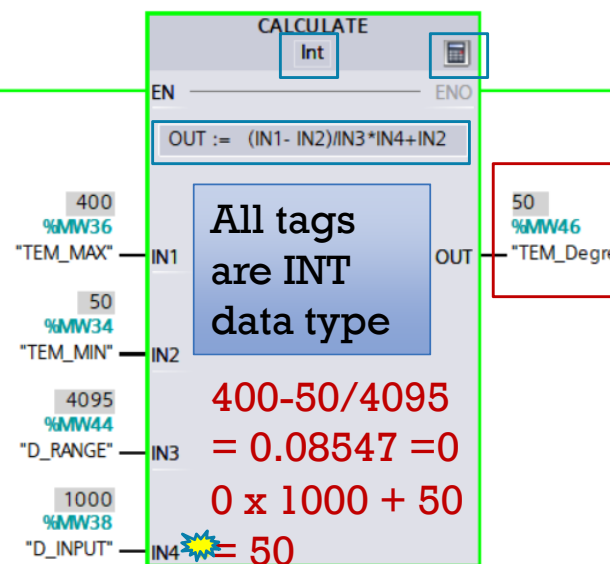 CALCULATE
Int
EN
ENO
OUT := (IN1- IN2)/IN3*IN4+IN2
400
%MW36
"TEM_MAX"
IN1
50
%MW34
"TEM_MIN"
IN2
4095
%MW44
"D_RANGE"
IN3
1000
%MW38
"D_INPUT"
IN4
All tags
are INT
data type
400-50/4095
= 0.08547 =0
0 x 1000 + 50
= 50
50
%MW46
OUT
"TEM_Degre